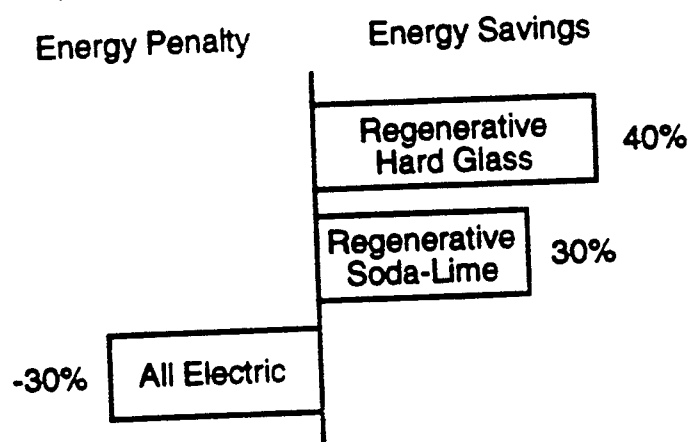 Energy Penalty
Energy Savings
Regenerative
Hard Glass
40%
Regenerative
Soda-Lime
30%
-30%
All Electric